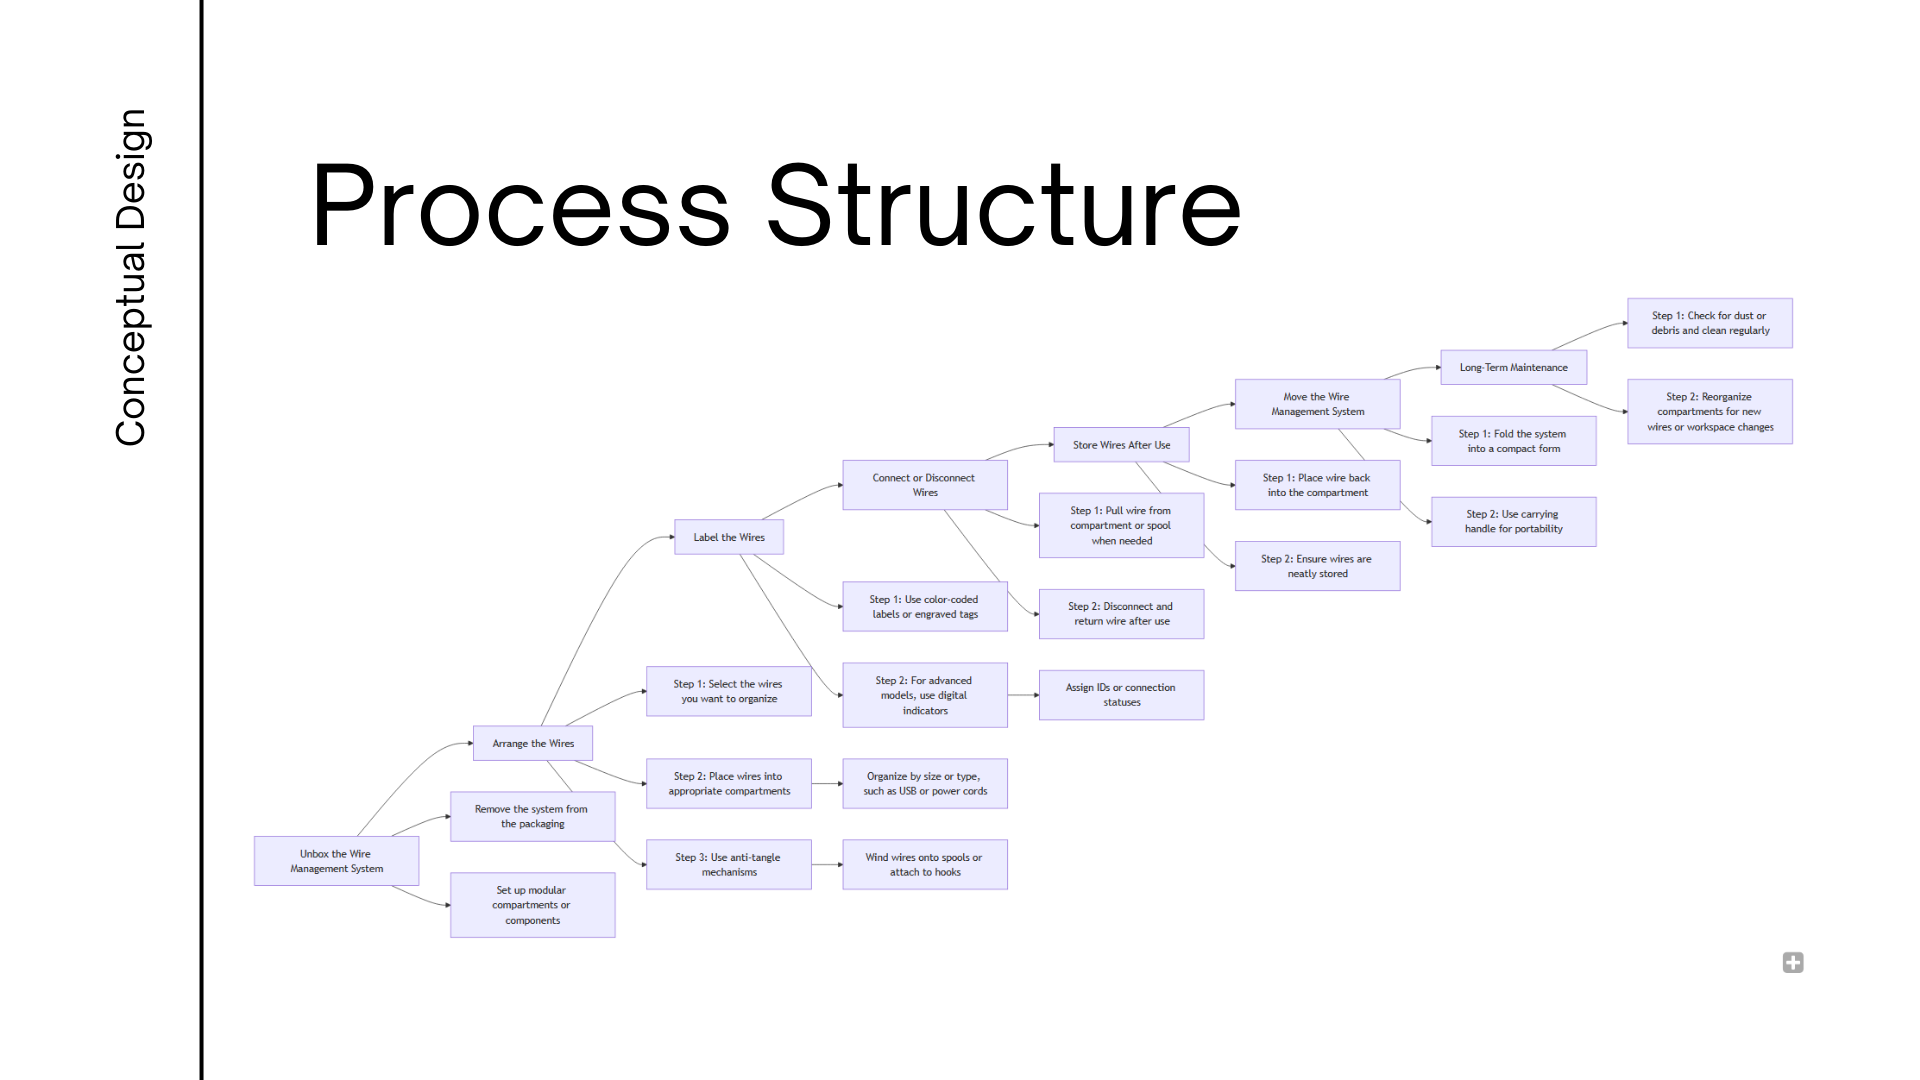 Conceptual Design
Process Structure
Step 1: Check for dust or
debris and clean regularly
Long-Term Maintenance
Step 2: Reorganize
compartments for new
wires or workspace changes
Move the Wire
Management System
Step 1: Fold the system
into a compact form
Store Wires After Use
Step 1: Place wire back
into the compartment
Step 2: Use carrying
handle for portability
Connect or Disconnect
Wires
Step 1: Pull wire from
compartment or spool
when needed
Step 2: Ensure wires are
neatly stored
Label the Wires
Step 1: Use color-coded
labels or engraved tags
Step 2: Disconnect and
return wire after use
Step 1: Select the wires
you want to organize
Step 2: For advanced
models, use digital
indicators
Assign IDs or connection
statuses
Arrange the Wires
Step 2: Place wires into
appropriate compartments
Organize by size or type,
such as USB or power cords
Remove the system from
the packaging
Step 3: Use anti-tangle
mechanisms
Wind wires onto spools or
attach to hooks
Unbox the Wire
Management System
Set up modular
compartments or
components